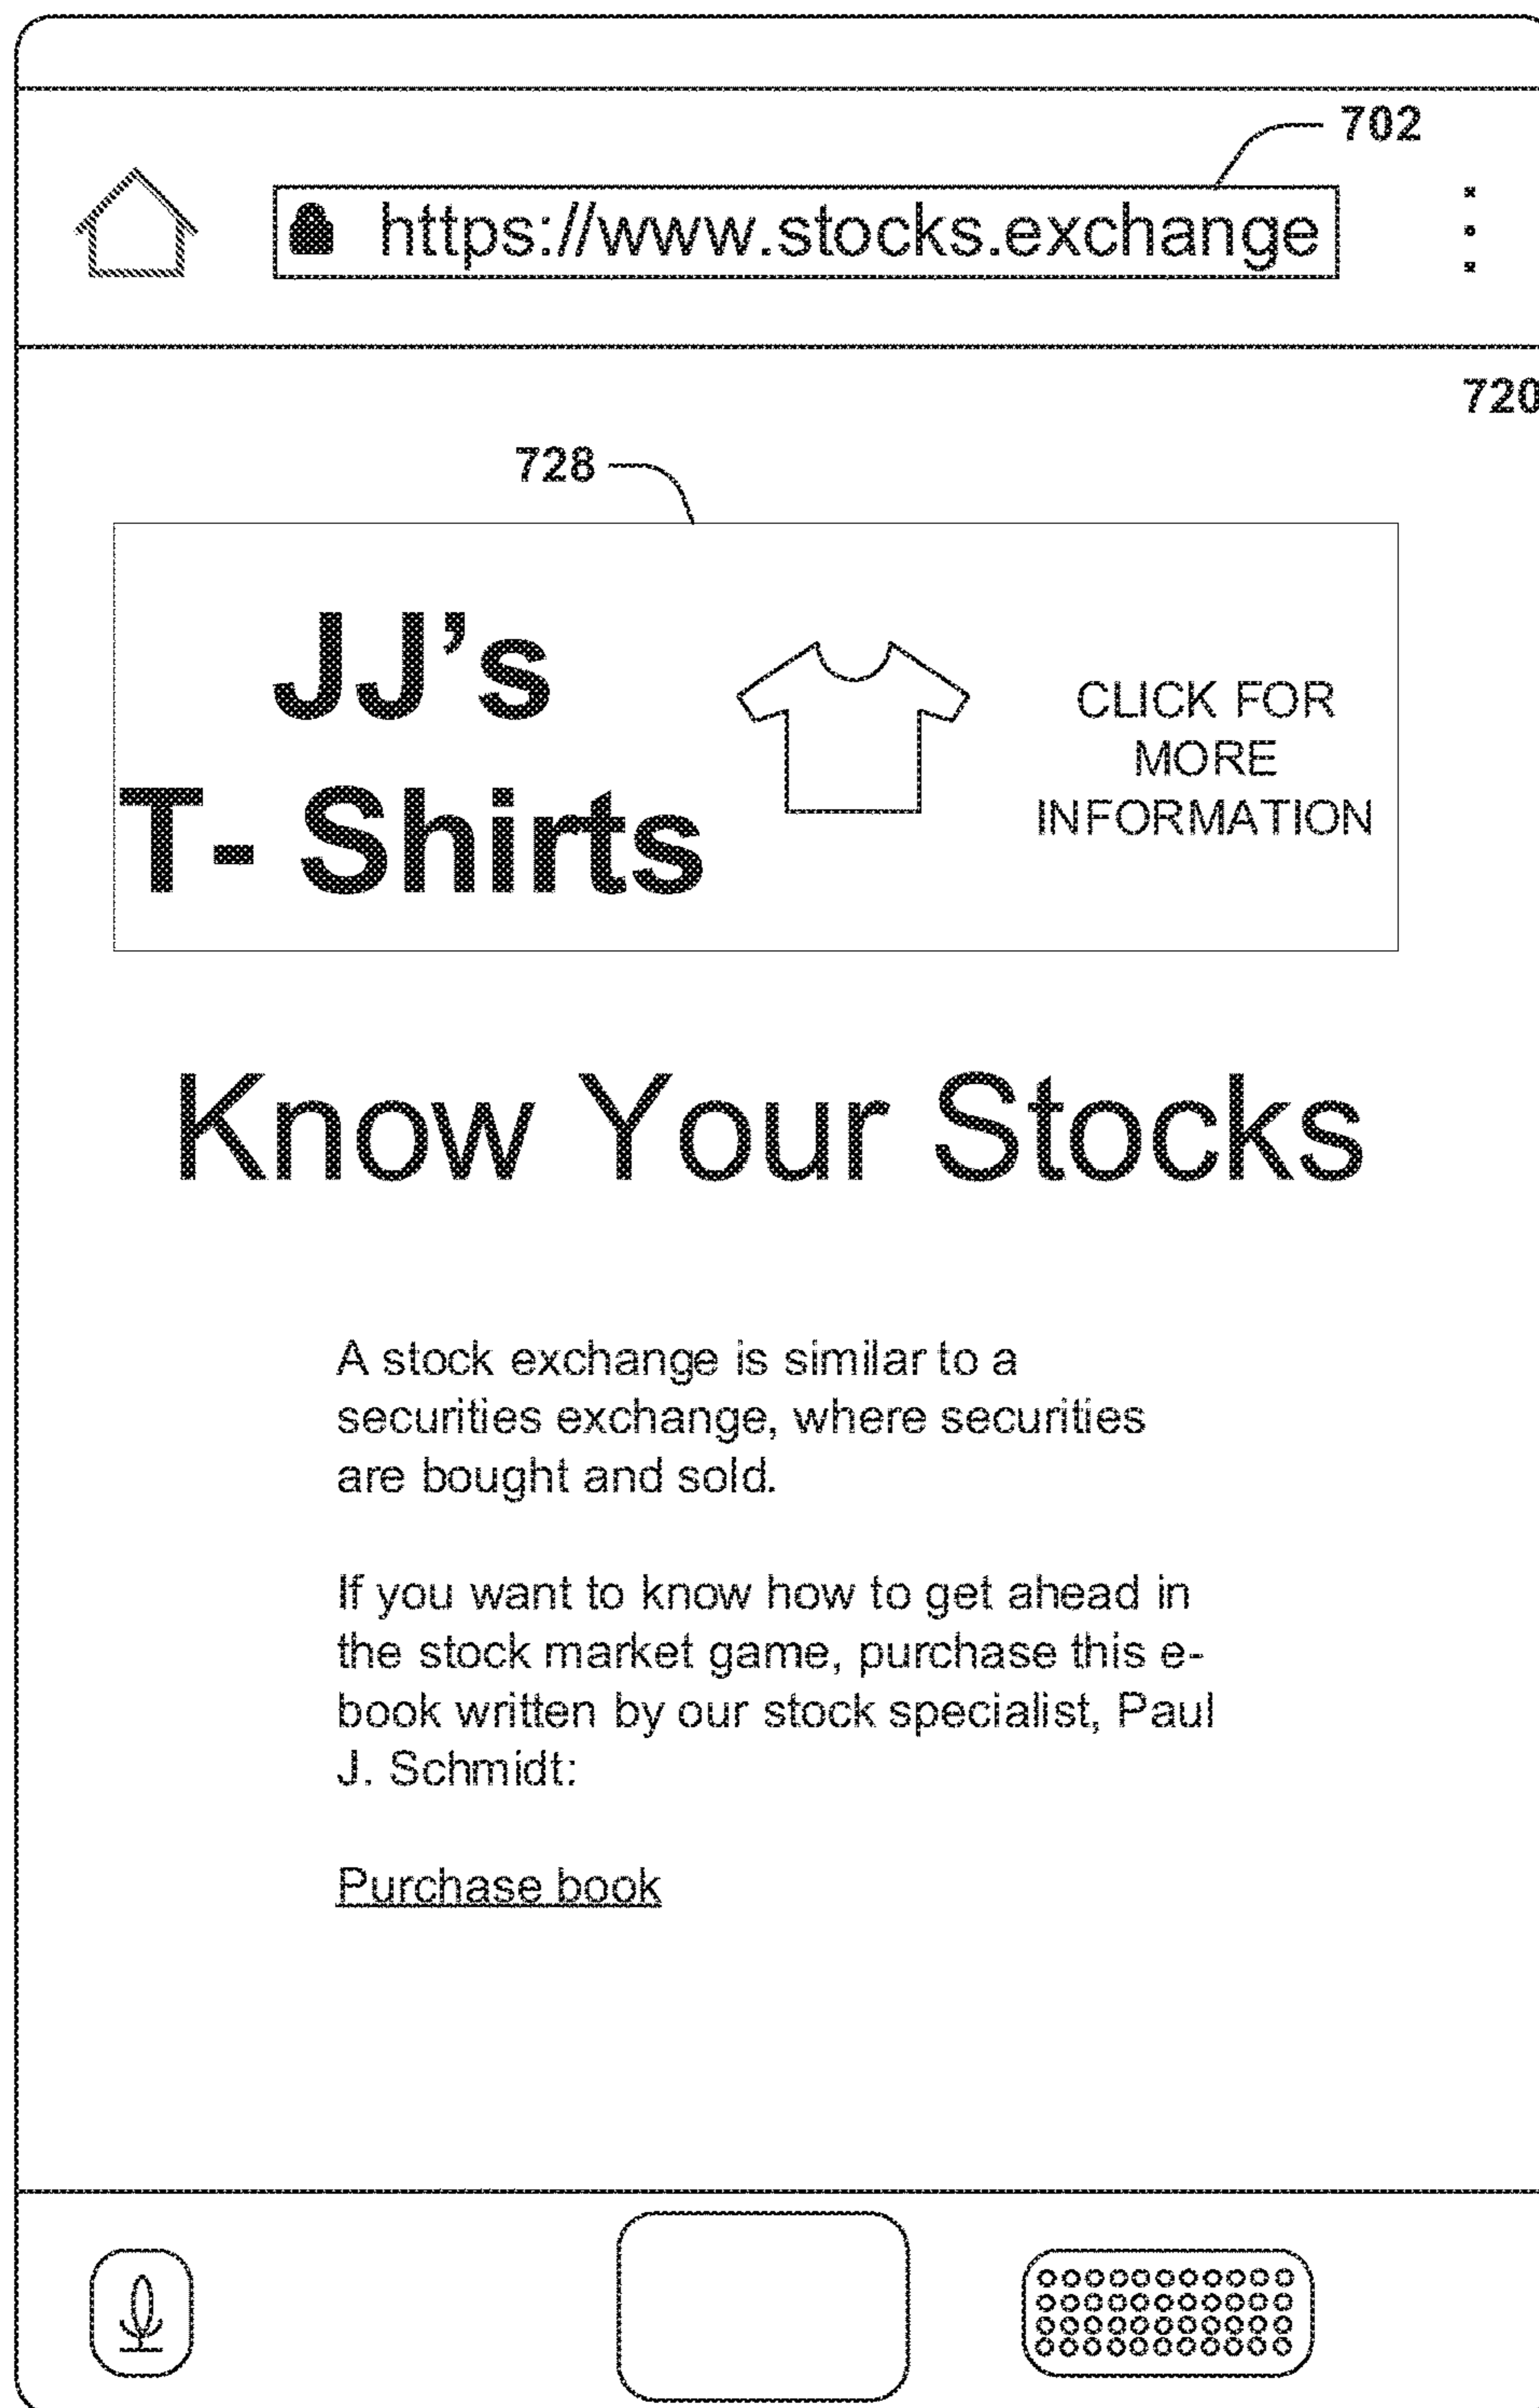 702
https://www.stocks.exchange
720
728
JJ's
T- Shirts
CLICK FOR
MORE
INFORMATION
Know Your Stocks
A stock exchange is similar to a
securities exchange, where securities
are bought and sold.
If you want to know how to get ahead in
the stock market game, purchase this e-
book written by our stock specialist, Paul
J. Schmidt:
Purchase book